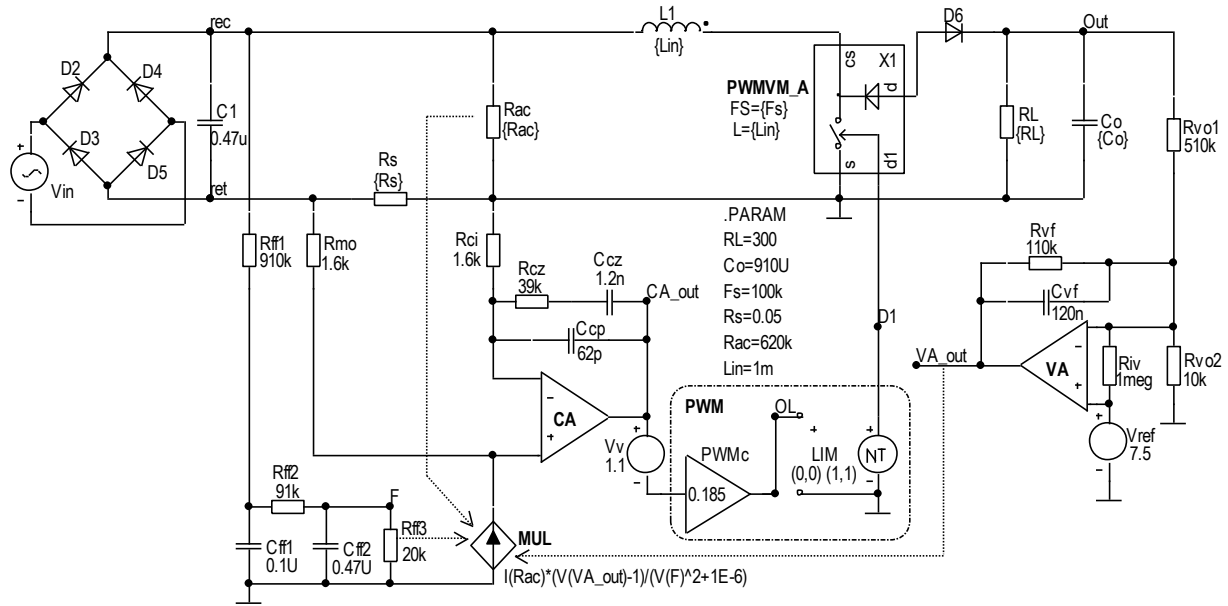 rec
L1
{Lin}
D6
Out
D2
D4
D3
D5
C1
0.47u
Vin
ret
Rac
{Rac}
Rs
{Rs}
PWMVM_A
FS={Fs}
L={Lin}
X1
cs
d
s
d1
RL
{RL}
Co
{Co}
Rvo1
510k
Rff1
910k
Rmo
1.6k
Rci
1.6k
Rcz
39k
Ccz
1.2n
CA_out
Ccp
62p
.PARAM
RL=300
Co=910U
Fs=100k
Rs=0.05
Rac=620k
Lin=1m
D1
Rvf
110k
Cvf
120n
VA_out
VA
Riv
1meg
Rvo2
10k
Vref
7.5
CA
Vv
1.1
PWM
PWMc
0.185
OL
LIM
(0,0) (1,1)
NT
Rff2
91k
F
Rff3
20k
Cff1
0.1U
Cff2
0.47U
MUL
I(Rac)*(V(VA_out)-1)/(V(F)^2+1E-6)